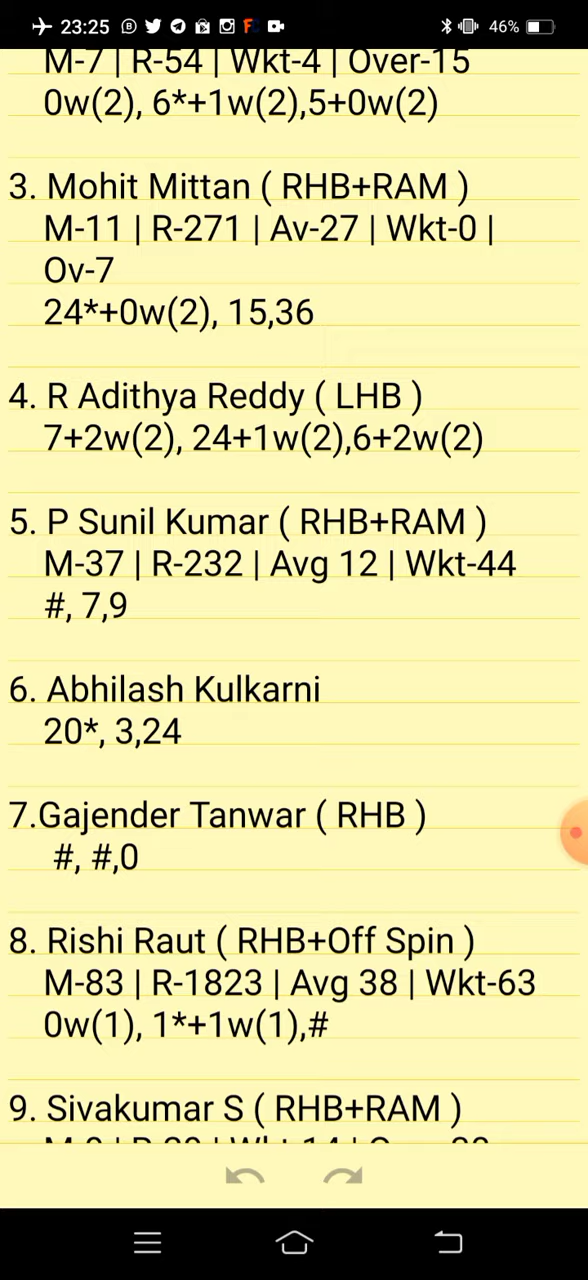 23:25 46%
M-7 | R-54 | Wkt-4 | Over-15
0w(2), 6*+1w(2),5+0w(2)
3. Mohit Mittan ( RHB+RAM )
M-11 | R-271 | Av-27 | Wkt-0 |
Ov-7
24*+0w(2), 15,36
4. R Adithya Reddy ( LHB )
7+2w(2), 24+1w(2),6+2w(2)
5. P Sunil Kumar ( RHB+RAM )
M-37 | R-232 | Avg 12 | Wkt-44
#, 7,9
6. Abhilash Kulkarni
20*, 3,24
7.Gajender Tanwar ( RHB )
#, #,0
8. Rishi Raut ( RHB+Off Spin )
M-83 | R-1823 | Avg 38 | Wkt-63
0w(1), 1*+1w(1),#
9. Sivakumar S ( RHB+RAM )